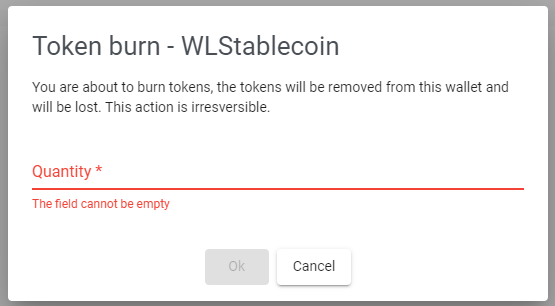 Token burn - WLStablecoin
You are about to burn tokens, the tokens will be removed from this wallet and
will be lost. This action is irresversible.
Quantity *
The field cannot be empty
Ok
Cancel